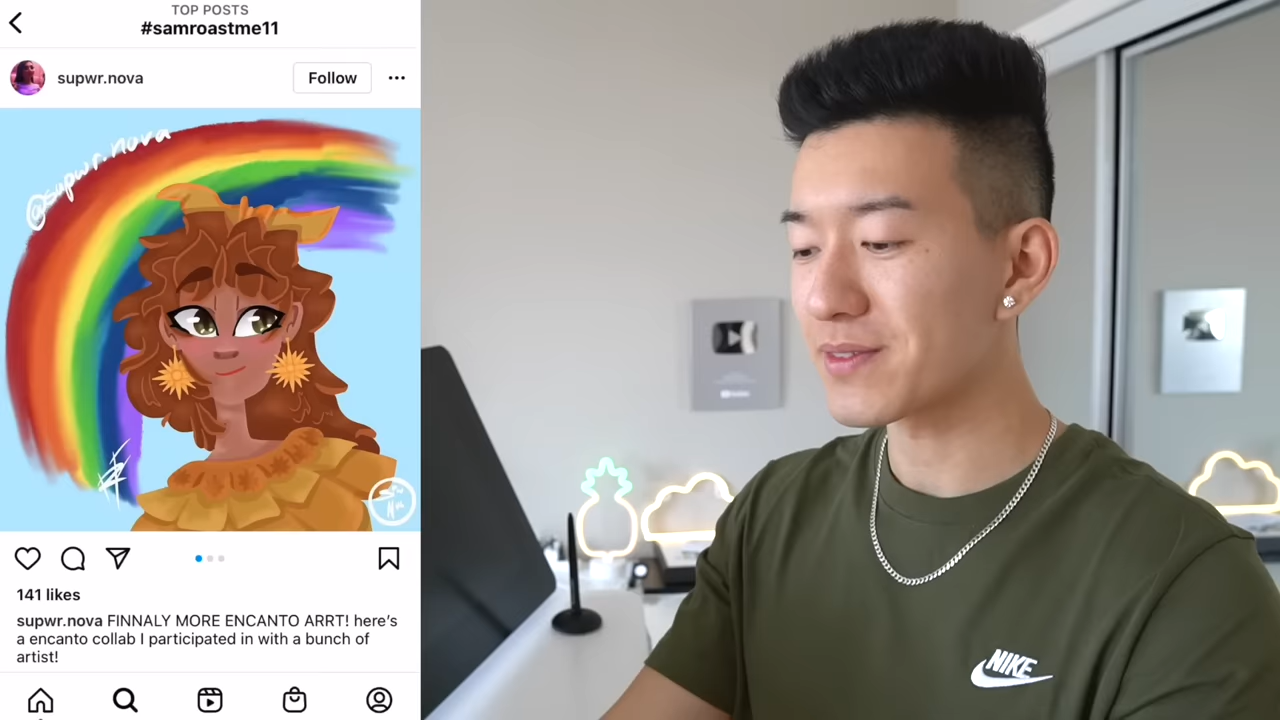 TOP POSTS
#samroastme11
supwr.nova
Follow
@supwr.nova
141 likes
supwr.nova FINNALY MORE ENCANTO ARRT! here's
a encanto collab I participated in with a bunch of
artist!
NIKE